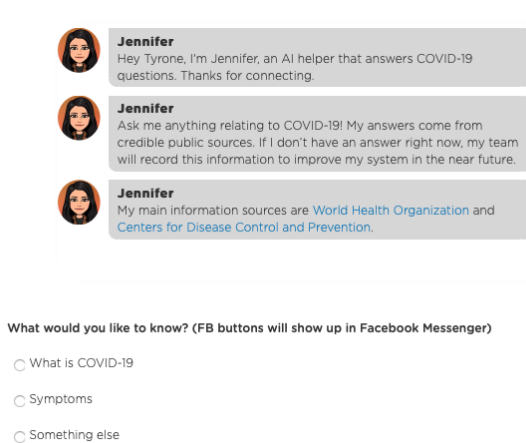 Jennifer
Hey Tyrone, I'm Jennifer, an AI helper that answers COVID-19
questions. Thanks for connecting.
Jennifer
Ask me anything relating to COVID-19! My answers come from
credible public sources. If I don't have an answer right now, my team
will record this information to improve my system in the near future.
Jennifer
My main information sources are World Health Organization and
Centers for Disease Control and Prevention.
What would you like to know? (FB buttons will show up in Facebook Messenger)
What is COVID-19
Symptoms
Something else